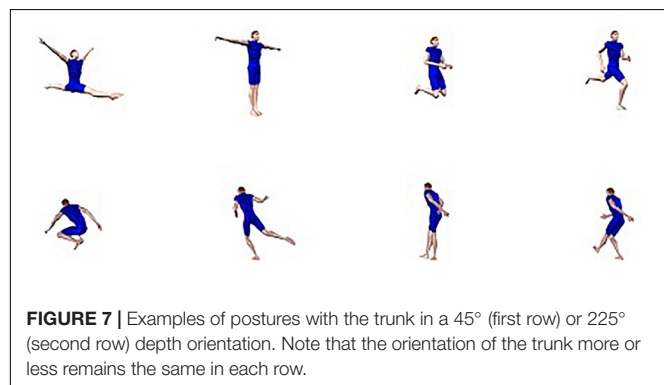 FIGURE 7 | Examples of postures with the trunk in a 45° (first row) or 225°
(second row) depth orientation. Note that the orientation of the trunk more or
less remains the same in each row.